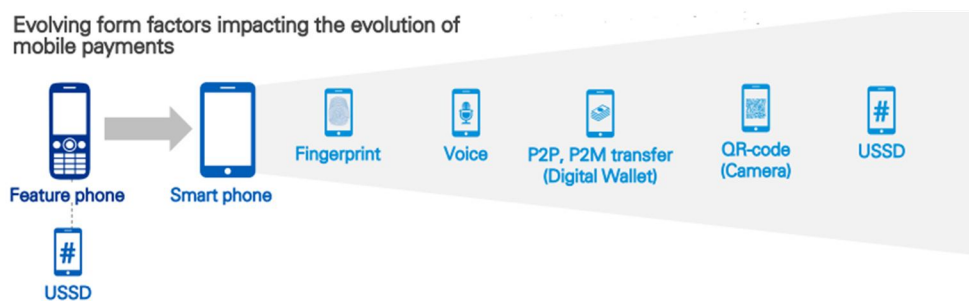 Evolving form factors impacting the evolution of
mobile payments
Feature phone
Smart phone
Fingerprint
Voice
P2P, P2M transfer
(Digital Wallet)
QR-code
(Camera)
#
USSD
#
USSD